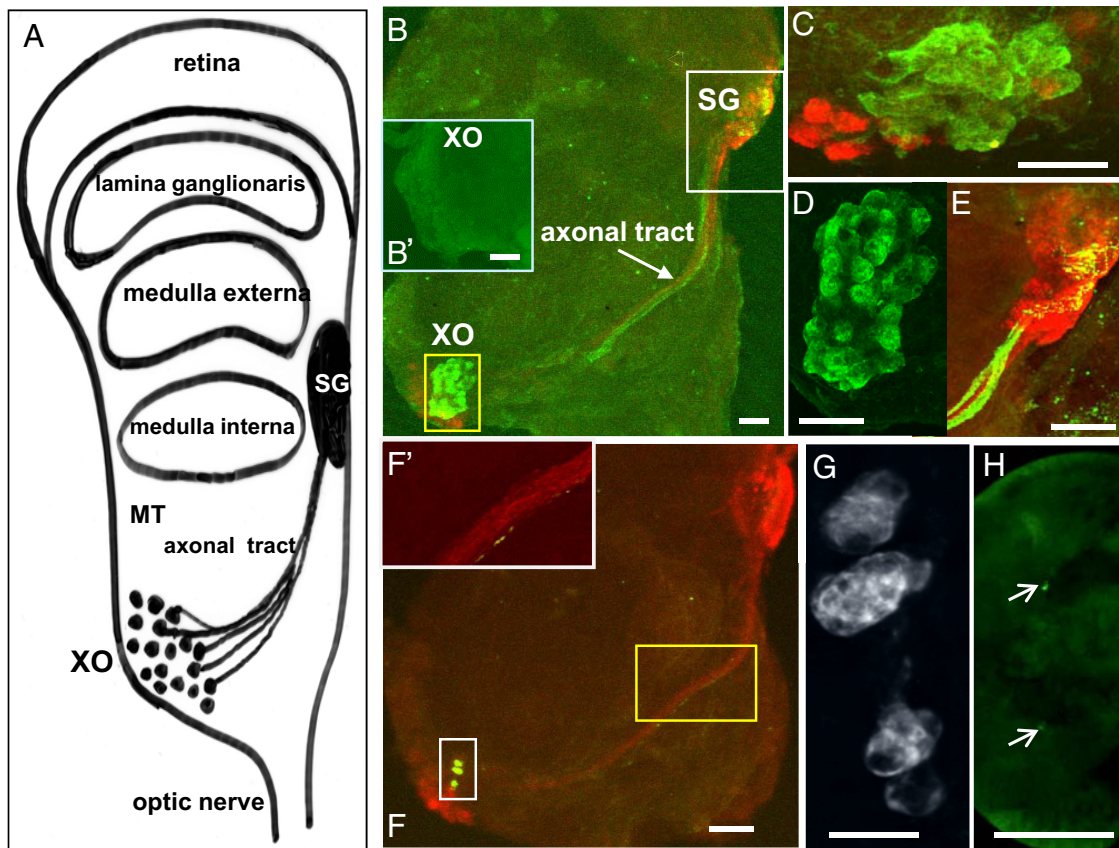 A
retina
lamina ganglionaris
medulla externa
SG
medulla interna
MT
axonal tract
XO
optic nerve
B
SG
XO
B'
axonal tract
XO
C
D
E
F'
F
G
H